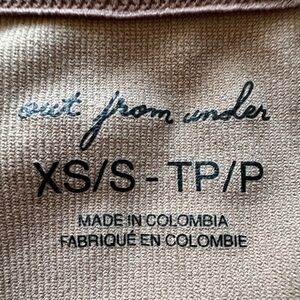 out from under
XS/S - TP/P
MADE IN COLOMBIA
FABRIQUÉ EN COLOMBIE